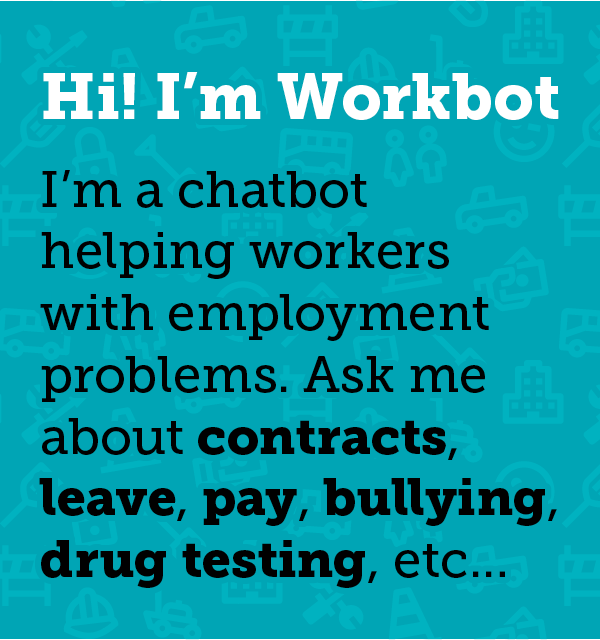 Hi! I’m Workbot
I’m a chatbot
helping workers
with employment
problems. Ask me
about contracts,
leave, pay, bullying,
drug testing, etc...